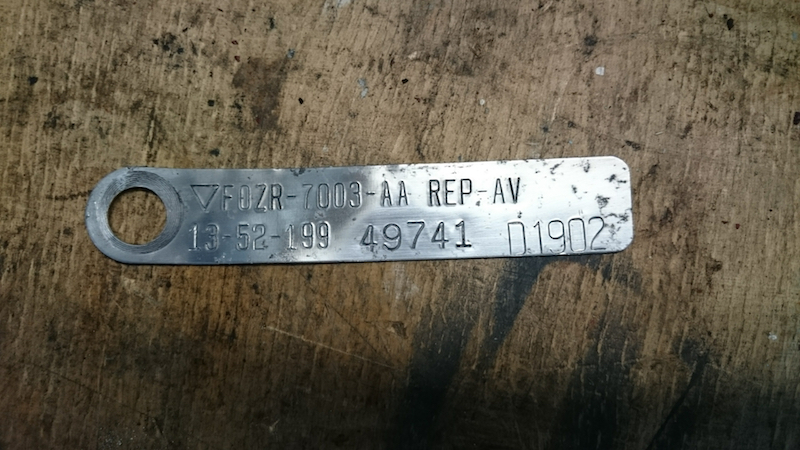 ▽F0ZR-7003-AA REP-AV
13-52-199 49741 D1902